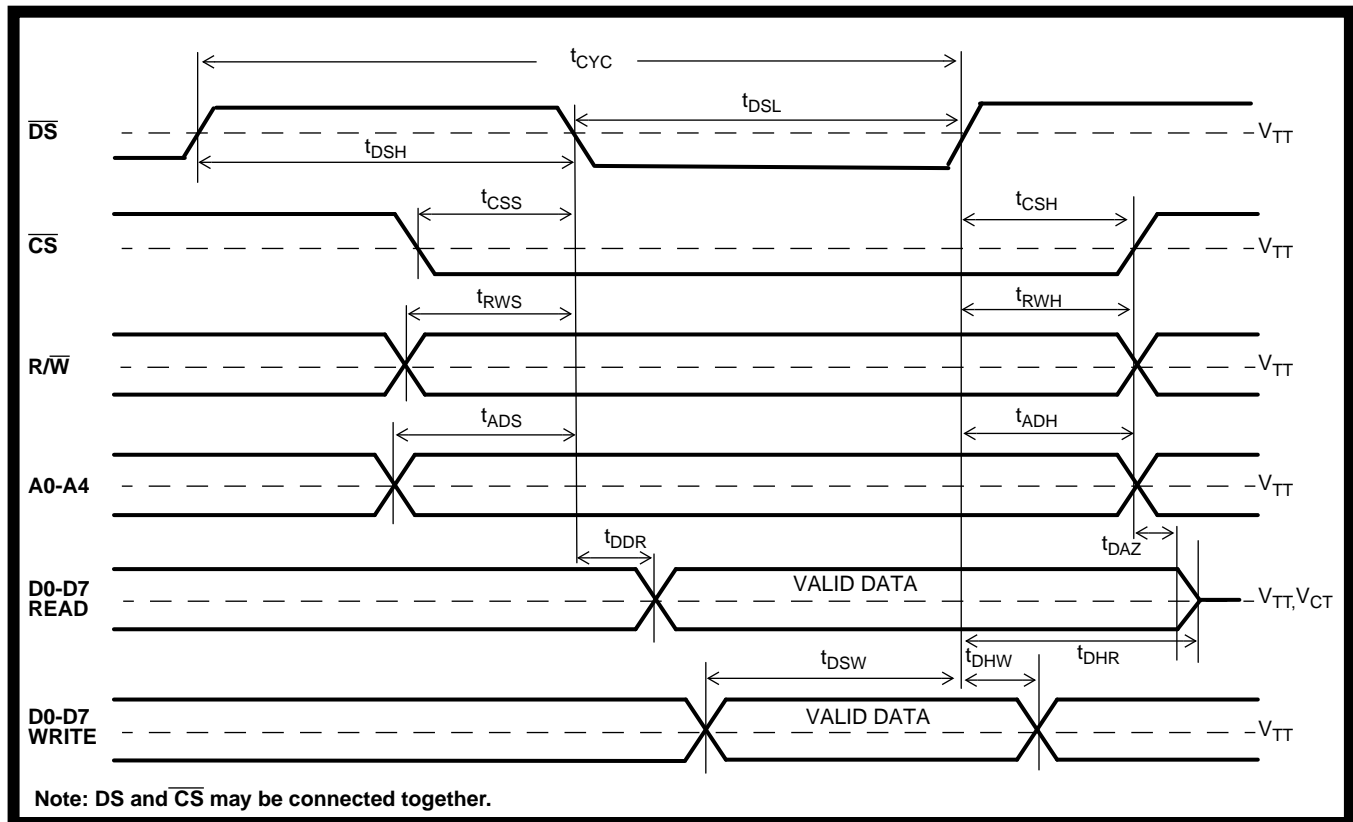 tCYC
DS
tDSL
VTT
tDSH
tCSS
tCSH
CS
VTT
tRWS
tRWH
R/W
VTT
tADS
tADH
A0-A4
VTT
tDDR
tDAZ
D0-D7
READ
VALID DATA
VTT,VCT
tDSW
tDHW
tDHR
D0-D7
WRITE
VALID DATA
VTT
Note: DS and CS may be connected together.